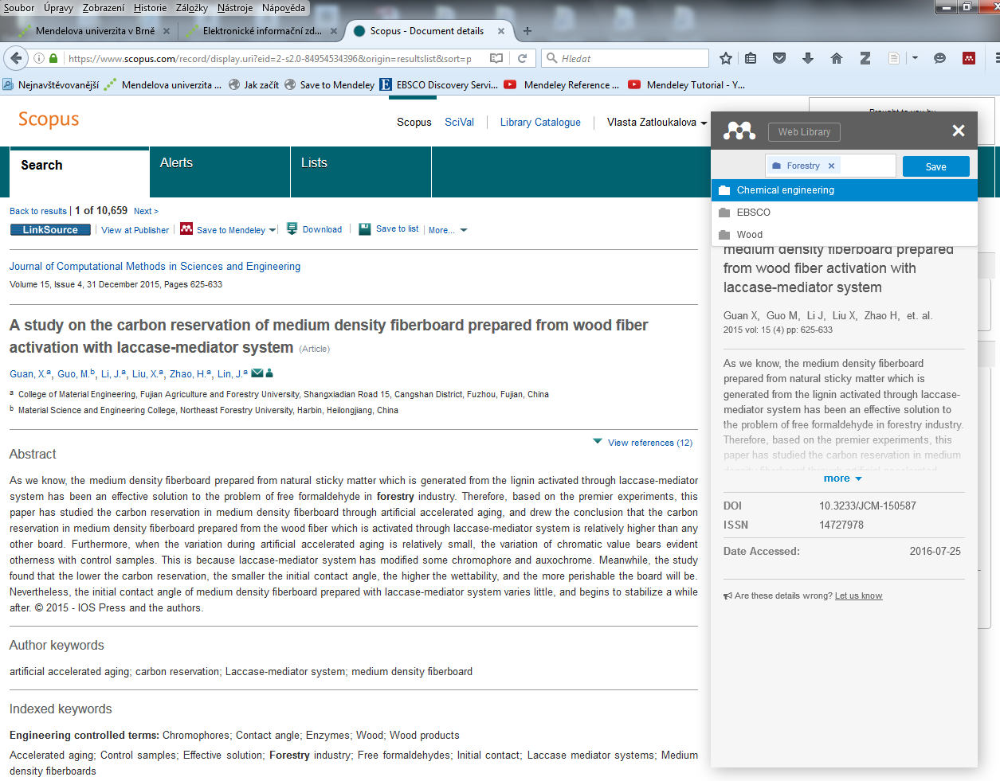 Soubor Úpravy Zobrazení Historie Záložky Nástroje Nápověda
Mendelova univerzita v Brně × Elektronické informační zd... × Scopus - Document details × +
https://www.scopus.com/record/display.uri?eid=2-s2.0-84954534396&origin=resultslist&sort=p Hledat
Nejnavštěvovanější Mendelova univerzita ... Jak začít Save to Mendeley EBSCO Discovery Servi... Mendeley Reference ... Mendeley Tutorial - Y...
Scopus
Scopus SciVal Library Catalogue Vlasta Zatloukalova
Brought to you by
Search Alerts Lists
Back to results | 1 of 10,659 Next >
LinkSource View at Publisher Save to Mendeley Download Save to list More...
Journal of Computational Methods in Sciences and Engineering
Volume 15, Issue 4, 31 December 2015, Pages 625-633
A study on the carbon reservation of medium density fiberboard prepared from wood fiber
activation with laccase-mediator system (Article)
Guan, X.a, Guo, M.b, Li, J.a, Liu, X.a, Zhao, H.a, Lin, J.a
a College of Material Engineering, Fujian Agriculture and Forestry University, Shangxiadian Road 15, Cangshan District, Fuzhou, Fujian, China
b Material Science and Engineering College, Northeast Forestry University, Harbin, Heilongjiang, China
View references (12)
Abstract
As we know, the medium density fiberboard prepared from natural sticky matter which is generated from the lignin activated through laccase-mediator
system has been an effective solution to the problem of free formaldehyde in forestry industry. Therefore, based on the premier experiments, this
paper has studied the carbon reservation in medium density fiberboard through artificial accelerated aging, and drew the conclusion that the carbon
reservation in medium density fiberboard prepared from the wood fiber which is activated through laccase-mediator system is relatively higher than any
other board. Furthermore, when the variation during artificial accelerated aging is relatively small, the variation of chromatic value bears evident
otherness with control samples. This is because laccase-mediator system has modified some chromophore and auxochrome. Meanwhile, the study
found that the lower the carbon reservation, the smaller the initial contact angle, the higher the wettability, and the more perishable the board will be.
Nevertheless, the initial contact angle of medium density fiberboard prepared with laccase-mediator system varies little, and begins to stabilize a while
after. © 2015 - IOS Press and the authors.
Author keywords
artificial accelerated aging; carbon reservation; Laccase-mediator system; medium density fiberboard
Indexed keywords
Engineering controlled terms: Chromophores; Contact angle; Enzymes; Wood; Wood products
Accelerated aging; Control samples; Effective solution; Forestry industry; Free formaldehydes; Initial contact; Laccase mediator systems; Medium
density fiberboards
Web Library
Forestry × Save
Chemical engineering
EBSCO
Wood
medium density fiberboard prepared
from wood fiber activation with
laccase-mediator system
Guan X, Guo M, Li J, Liu X, Zhao H, et. al.
2015 vol: 15 (4) pp: 625-633
As we know, the medium density fiberboard
prepared from natural sticky matter which is
generated from the lignin activated through laccase-
mediator system has been an effective solution to
the problem of free formaldehyde in forestry industry.
Therefore, based on the premier experiments, this
paper has studied the carbon reservation in medium
density fiberboard through artificial accelerated
more
DOI 10.3233/JCM-150587
ISSN 14727978
Date Accessed: 2016-07-25
Are these details wrong? Let us know